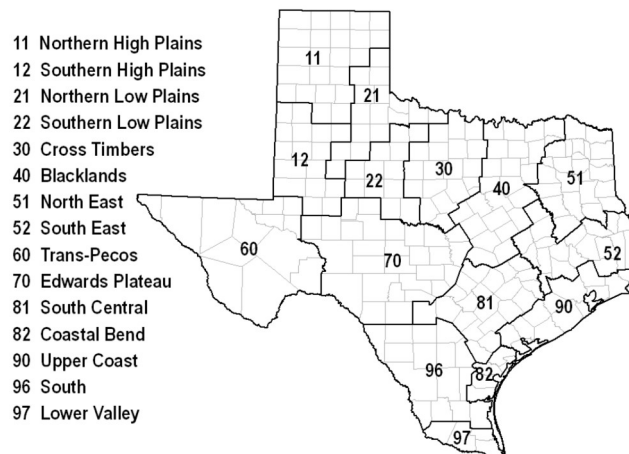 11 Northern High Plains
12 Southern High Plains
21 Northern Low Plains
22 Southern Low Plains
30 Cross Timbers
40 Blacklands
51 North East
52 South East
60 Trans-Pecos
70 Edwards Plateau
81 South Central
82 Coastal Bend
90 Upper Coast
96 South
97 Lower Valley
11
21
12
22
30
40
51
60
70
52
81
90
96
82
97